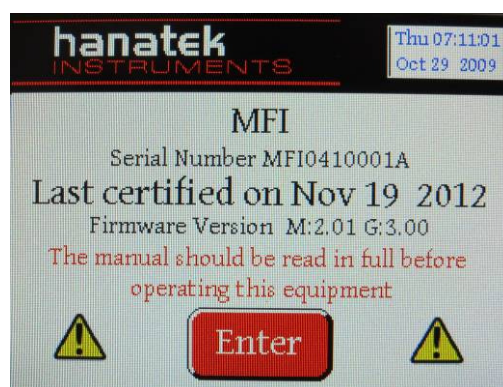 hanatek
INSTRUMENTS
Thu 07:11:01
Oct 29 2009
MFI
Serial Number MFI0410001A
Last certified on Nov 19 2012
Firmware Version M:2.01 G:3.00
The manual should be read in full before
operating this equipment
Enter